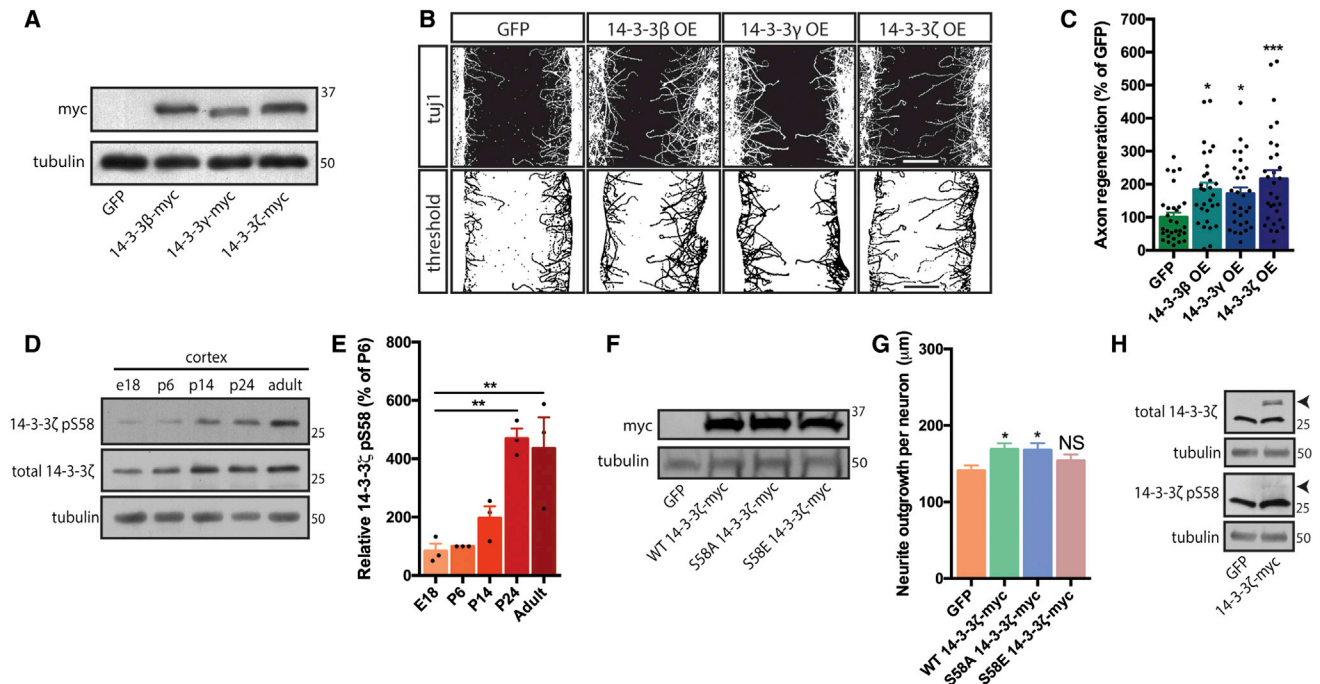 A
myc
37
tubulin
50
GFP
14-3-3β-myc
14-3-3γ-myc
14-3-3ζ-myc
B
GFP
14-3-3β OE
14-3-3γ OE
14-3-3ζ OE
tuj1
threshold
C
Axon regeneration (% of GFP)
700
600
500
400
300
200
100
0
*
*
***
GFP
14-3-3β OE
14-3-3γ OE
14-3-3ζ OE
D
cortex
e18 p6 p14 p24 adult
14-3-3ζ pS58
25
total 14-3-3ζ
25
tubulin
50
E
Relative 14-3-3ζ pS58 (% of P6)
800
600
400
200
0
**
**
E18
P6
P14
P24
Adult
F
myc
37
tubulin
50
GFP
WT 14-3-3ζ-myc
S58A 14-3-3ζ-myc
S58E 14-3-3ζ-myc
G
Neurite outgrowth per neuron (μm)
300
200
100
0
*
*
NS
GFP
WT 14-3-3ζ-myc
S58A 14-3-3ζ-myc
S58E 14-3-3ζ-myc
H
total 14-3-3ζ
25
tubulin
50
14-3-3ζ pS58
25
tubulin
50
GFP
14-3-3ζ-myc